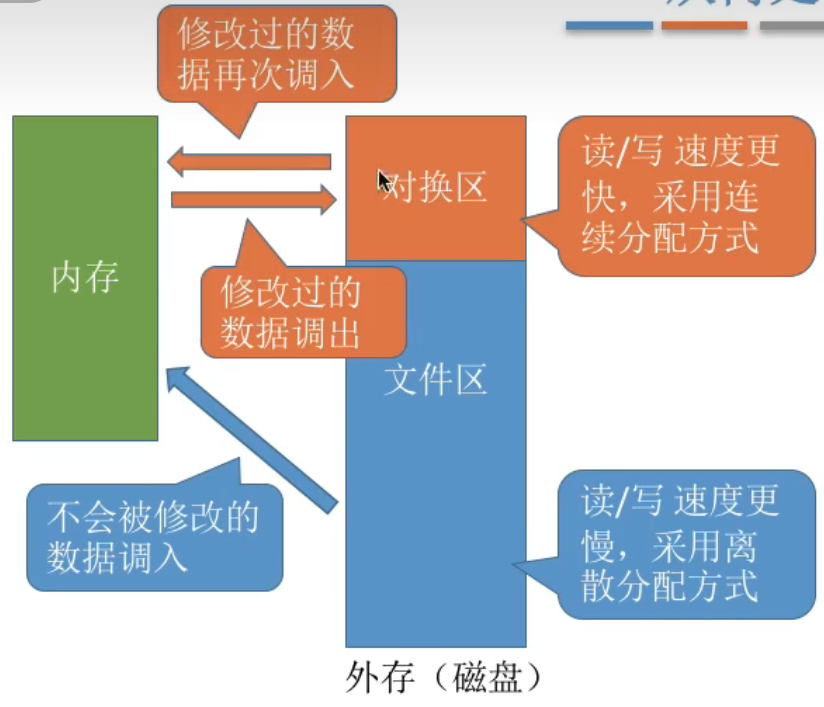 修改过的数
据再次调入
对换区
读/写 速度更
快，采用连
续分配方式
内存
修改过的
数据调出
文件区
不会被修改的
数据调入
读/写 速度更
慢，采用离
散分配方式
外存（磁盘）